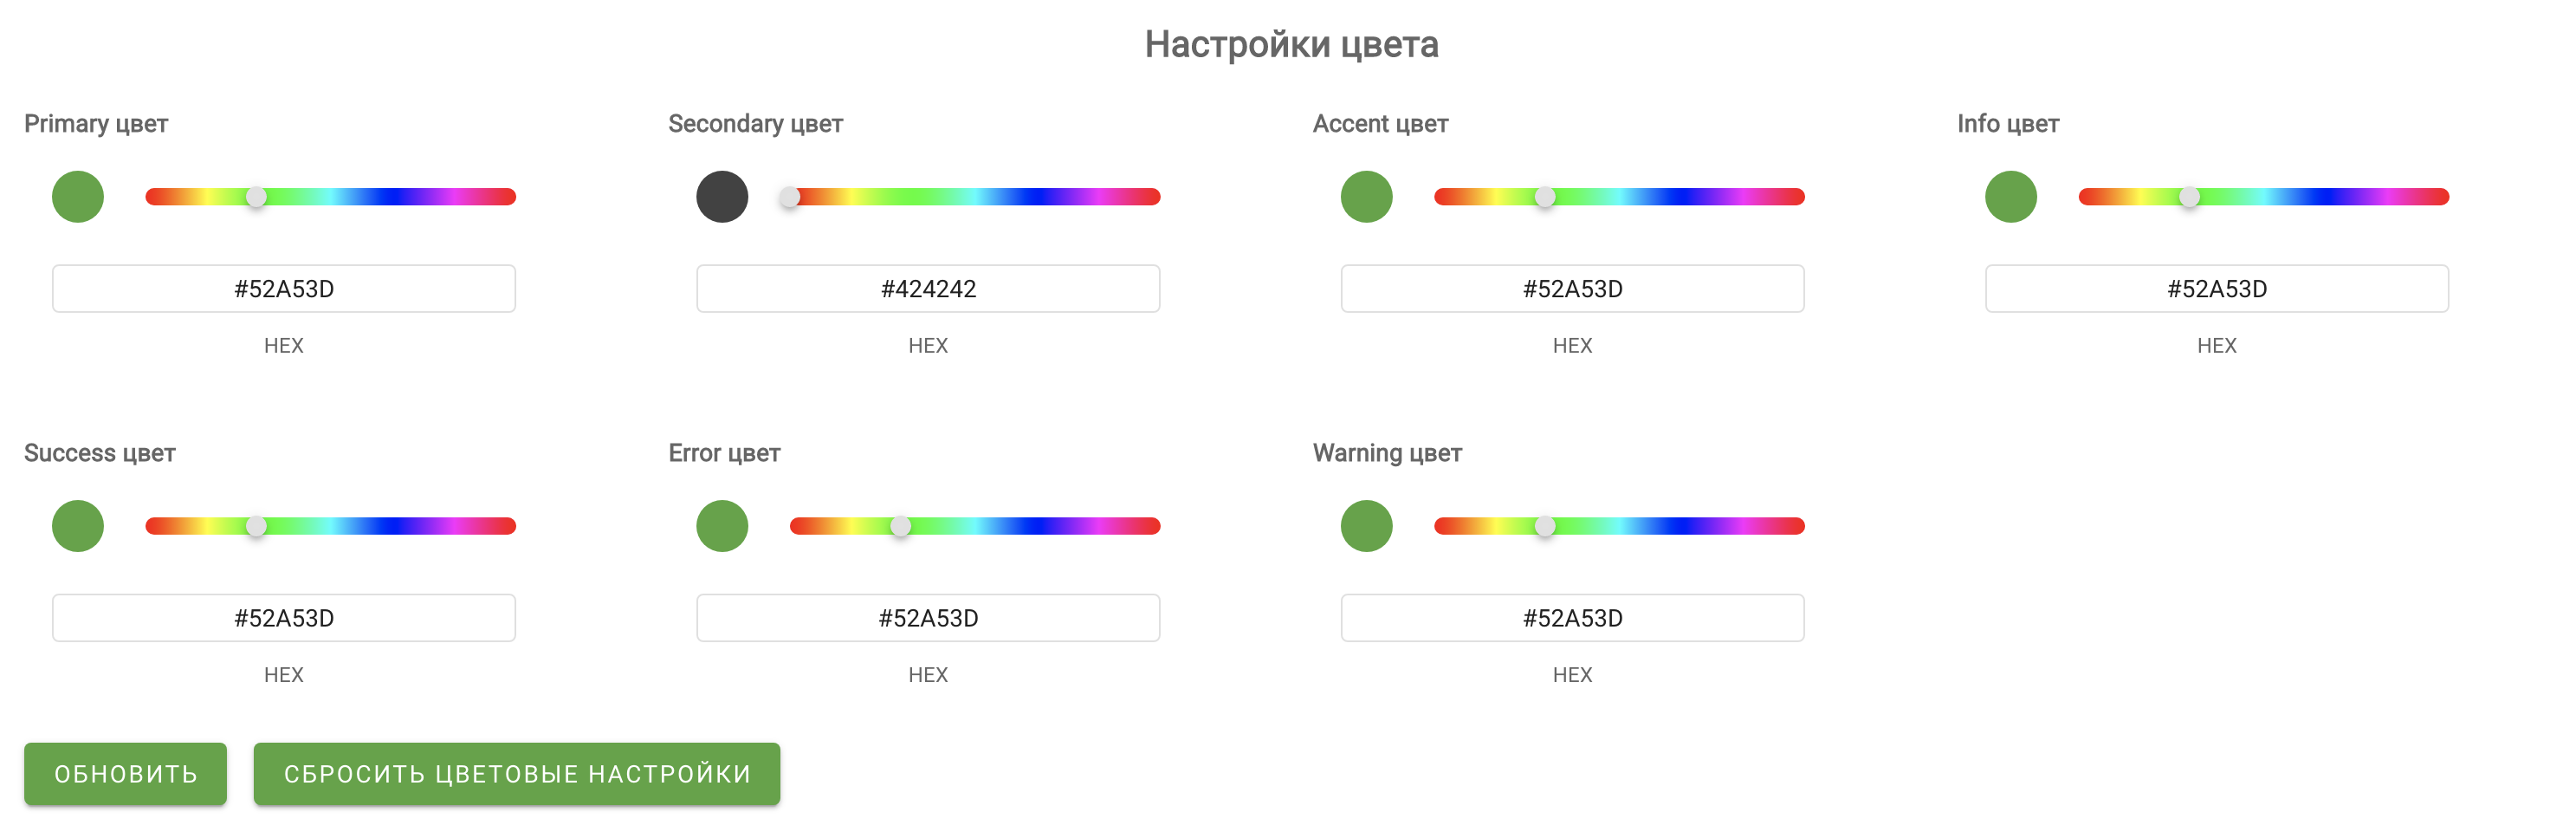 Настройки цвета
Primary цвет
Secondary цвет
Accent цвет
Info цвет
#52A53D
#424242
#52A53D
#52A53D
HEX
HEX
HEX
HEX
Success цвет
Error цвет
Warning цвет
#52A53D
#52A53D
#52A53D
HEX
HEX
HEX
ОБНОВИТЬ
СБРОСИТЬ ЦВЕТОВЫЕ НАСТРОЙКИ